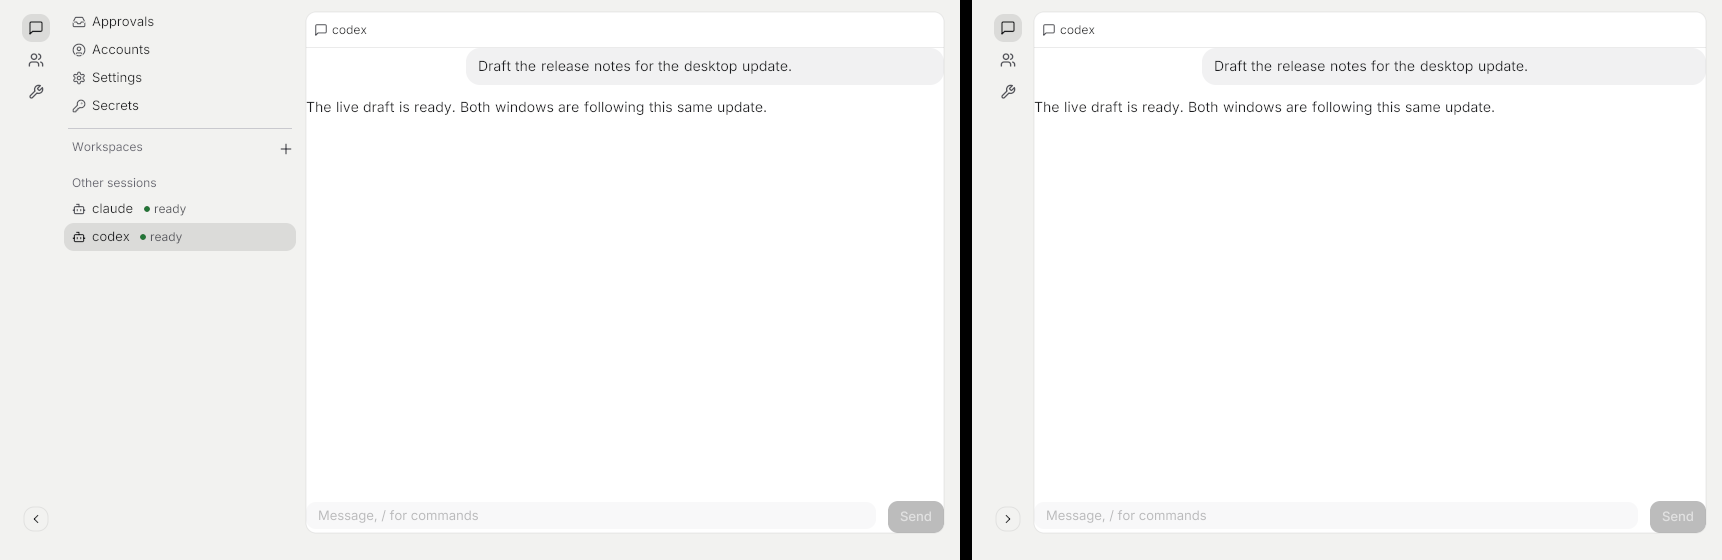 Approvals
Accounts
Settings
Secrets
Workspaces
Other sessions
claude ready
codex ready
codex
Draft the release notes for the desktop update.
The live draft is ready. Both windows are following this same update.
Message, / for commands
Send
codex
Draft the release notes for the desktop update.
The live draft is ready. Both windows are following this same update.
Message, / for commands
Send